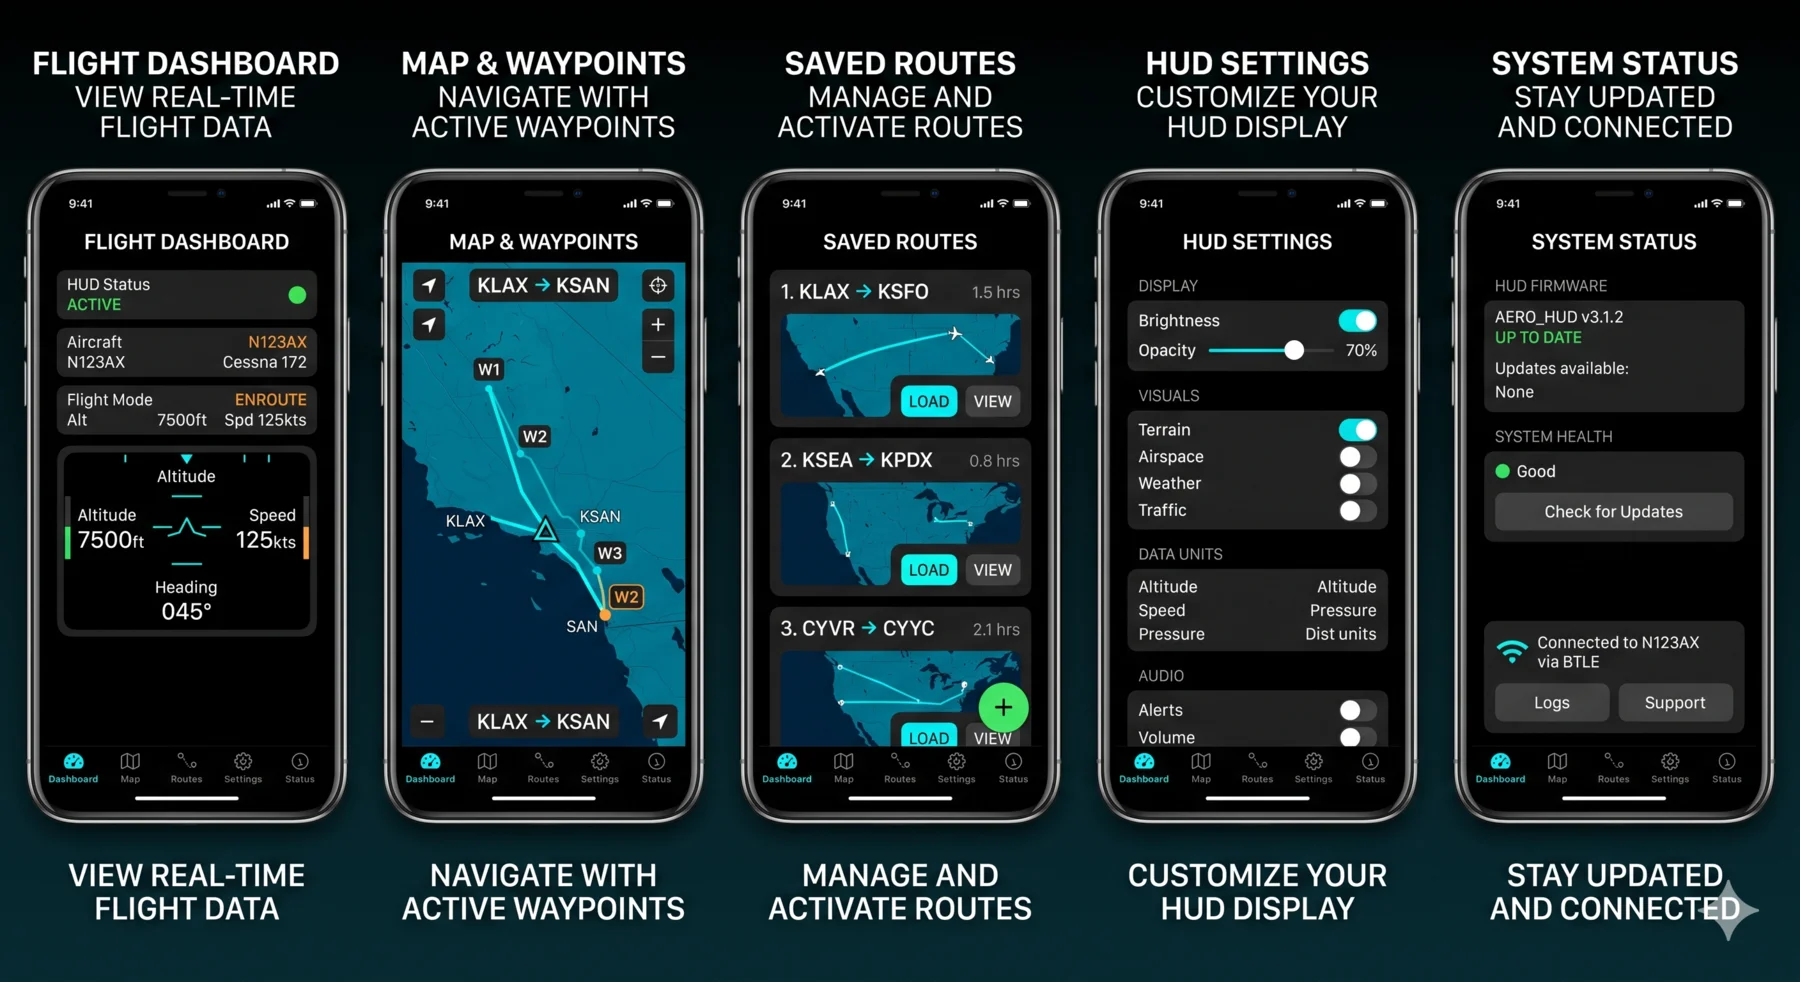 FLIGHT DASHBOARD
VIEW REAL-TIME
FLIGHT DATA
9:41
FLIGHT DASHBOARD
HUD Status
ACTIVE
Aircraft N123AX
N123AX Cessna 172
Flight Mode ENROUTE
Alt 7500ft Spd 125kts
Altitude
Altitude Speed
7500ft 125kts
Heading
045°
Dashboard Map Routes Settings Status
VIEW REAL-TIME
FLIGHT DATA
MAP & WAYPOINTS
NAVIGATE WITH
ACTIVE WAYPOINTS
9:41
MAP & WAYPOINTS
KLAX → KSAN
+
−
W1
W2
KLAX
KSAN
W3
W2
SAN
− KLAX → KSAN
Dashboard Map Routes Settings Status
NAVIGATE WITH
ACTIVE WAYPOINTS
SAVED ROUTES
MANAGE AND
ACTIVATE ROUTES
9:41
SAVED ROUTES
1. KLAX → KSFO 1.5 hrs
LOAD VIEW
2. KSEA → KPDX 0.8 hrs
LOAD VIEW
3. CYVR → CYYC 2.1 hrs
+
LOAD VIEW
Dashboard Map Routes Settings Status
MANAGE AND
ACTIVATE ROUTES
HUD SETTINGS
CUSTOMIZE YOUR
HUD DISPLAY
9:41
HUD SETTINGS
DISPLAY
Brightness
Opacity 70%
VISUALS
Terrain
Airspace
Weather
Traffic
DATA UNITS
Altitude Altitude
Speed Pressure
Pressure Dist units
AUDIO
Alerts
Volume
Dashboard Map Routes Settings Status
CUSTOMIZE YOUR
HUD DISPLAY
SYSTEM STATUS
STAY UPDATED
AND CONNECTED
9:41
SYSTEM STATUS
HUD FIRMWARE
AERO_HUD v3.1.2
UP TO DATE
Updates available:
None
SYSTEM HEALTH
Good
Check for Updates
Connected to N123AX
via BTLE
Logs Support
Dashboard Map Routes Settings Status
STAY UPDATED
AND CONNECTED